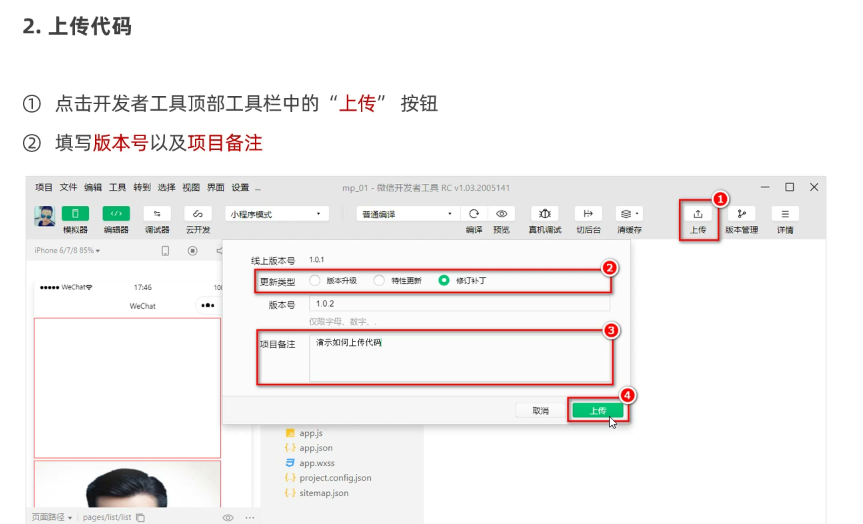 2. 上传代码
① 点击开发者工具顶部工具栏中的“上传” 按钮
② 填写版本号以及项目备注
项目 文件 编辑 工具 转到 选择 视图 界面 设置 ... mp_01 - 微信开发者工具 RC v1.03.2005141
小程序模式 普通编译
模拟器 编辑器 调试器 云开发 编译 预览 真机调试 切后台 清缓存 上传 版本管理 详情
1
iPhone 6/7/8 85%
WeChat 17:46 10
WeChat
线上版本号 1.0.1
更新类型 版本升级 特性更新 修订补丁
2
版本号 1.0.2
仅限字母、数字、.
项目备注 演示如何上传代码
3
取消 上传
4
app.js
{ } app.json
app.wxss
{ } project.config.json
{ } sitemap.json
页面路径 pages/list/list